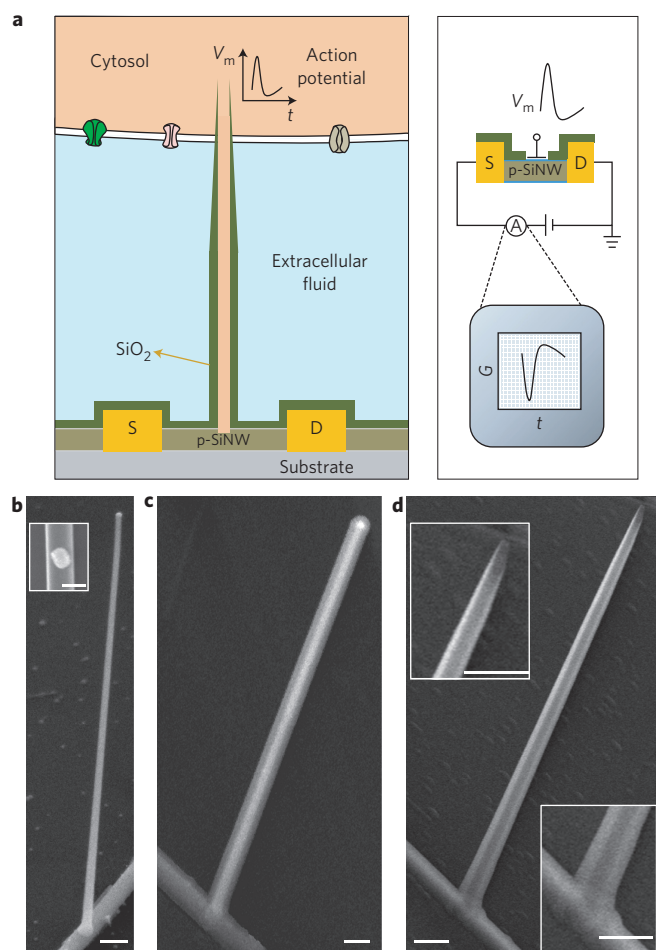 a
Cytosol
Vm
t
Action
potential
Extracellular
fluid
SiO2
S
D
p-SiNW
Substrate
Vm
S
D
p-SiNW
A
G
t
b
c
d